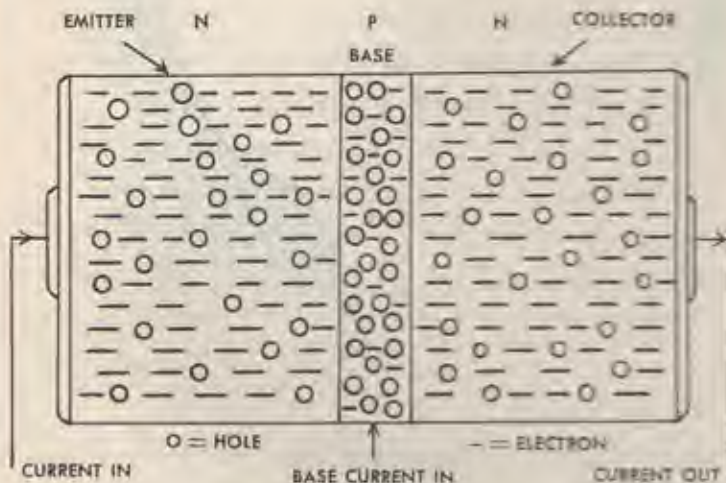 EMITTER N P N COLLECTOR
BASE
O = HOLE – = ELECTRON
CURRENT IN BASE CURRENT IN CURRENT OUT